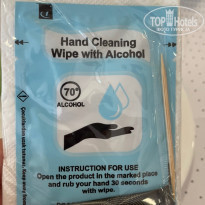 TOP HOTELS
Hand Cleaning
Wipe with Alcohol
70°
ALCOHOL
INSTRUCTION FOR USE
Open the product in the marked place
and rub your hand 30 seconds
with wipe.